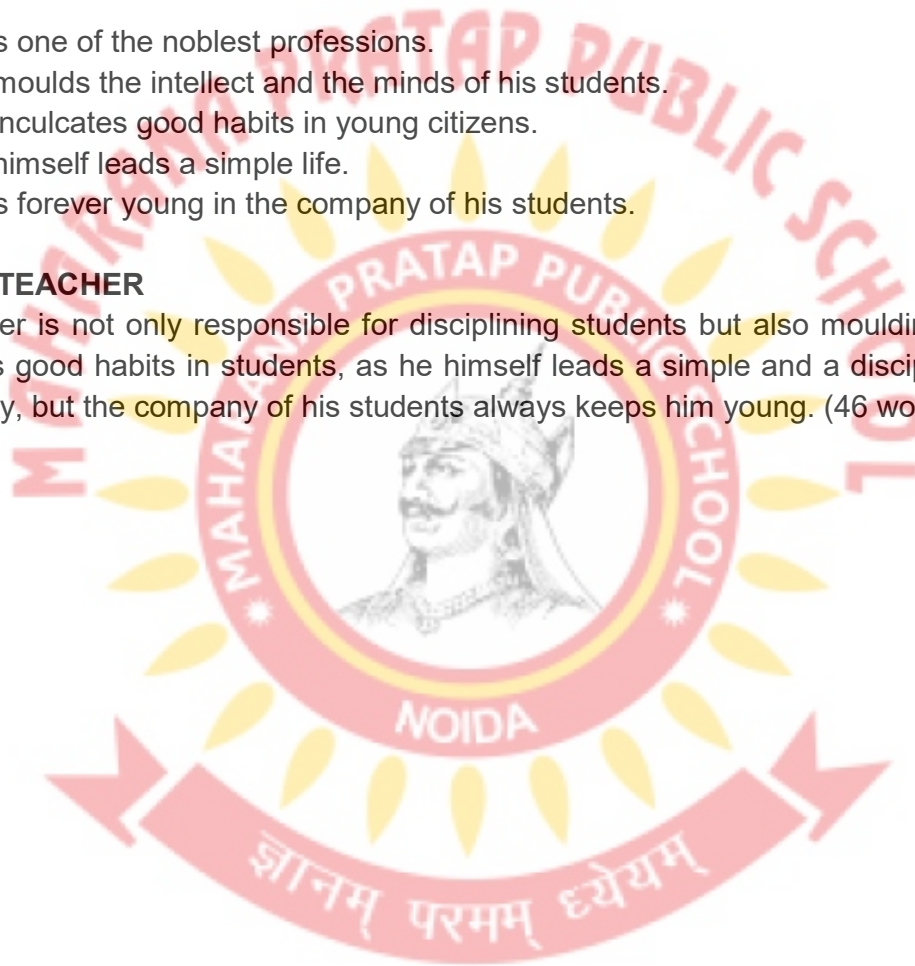 s one of the noblest professions.
moulds the intellect and the minds of his students.
nculcates good habits in young citizens.
himself leads a simple life.
s forever young in the company of his students.
TEACHER
er is not only responsible for disciplining students but also mouldin
s good habits in students, as he himself leads a simple and a discip
y, but the company of his students always keeps him young. (46 wo
MAHARANA PRATAP PUBLIC SCHOOL
MAHARANA PRATAP PUBLIC SCHOOL
NOIDA
ज्ञानम् परमम् ध्येयम्